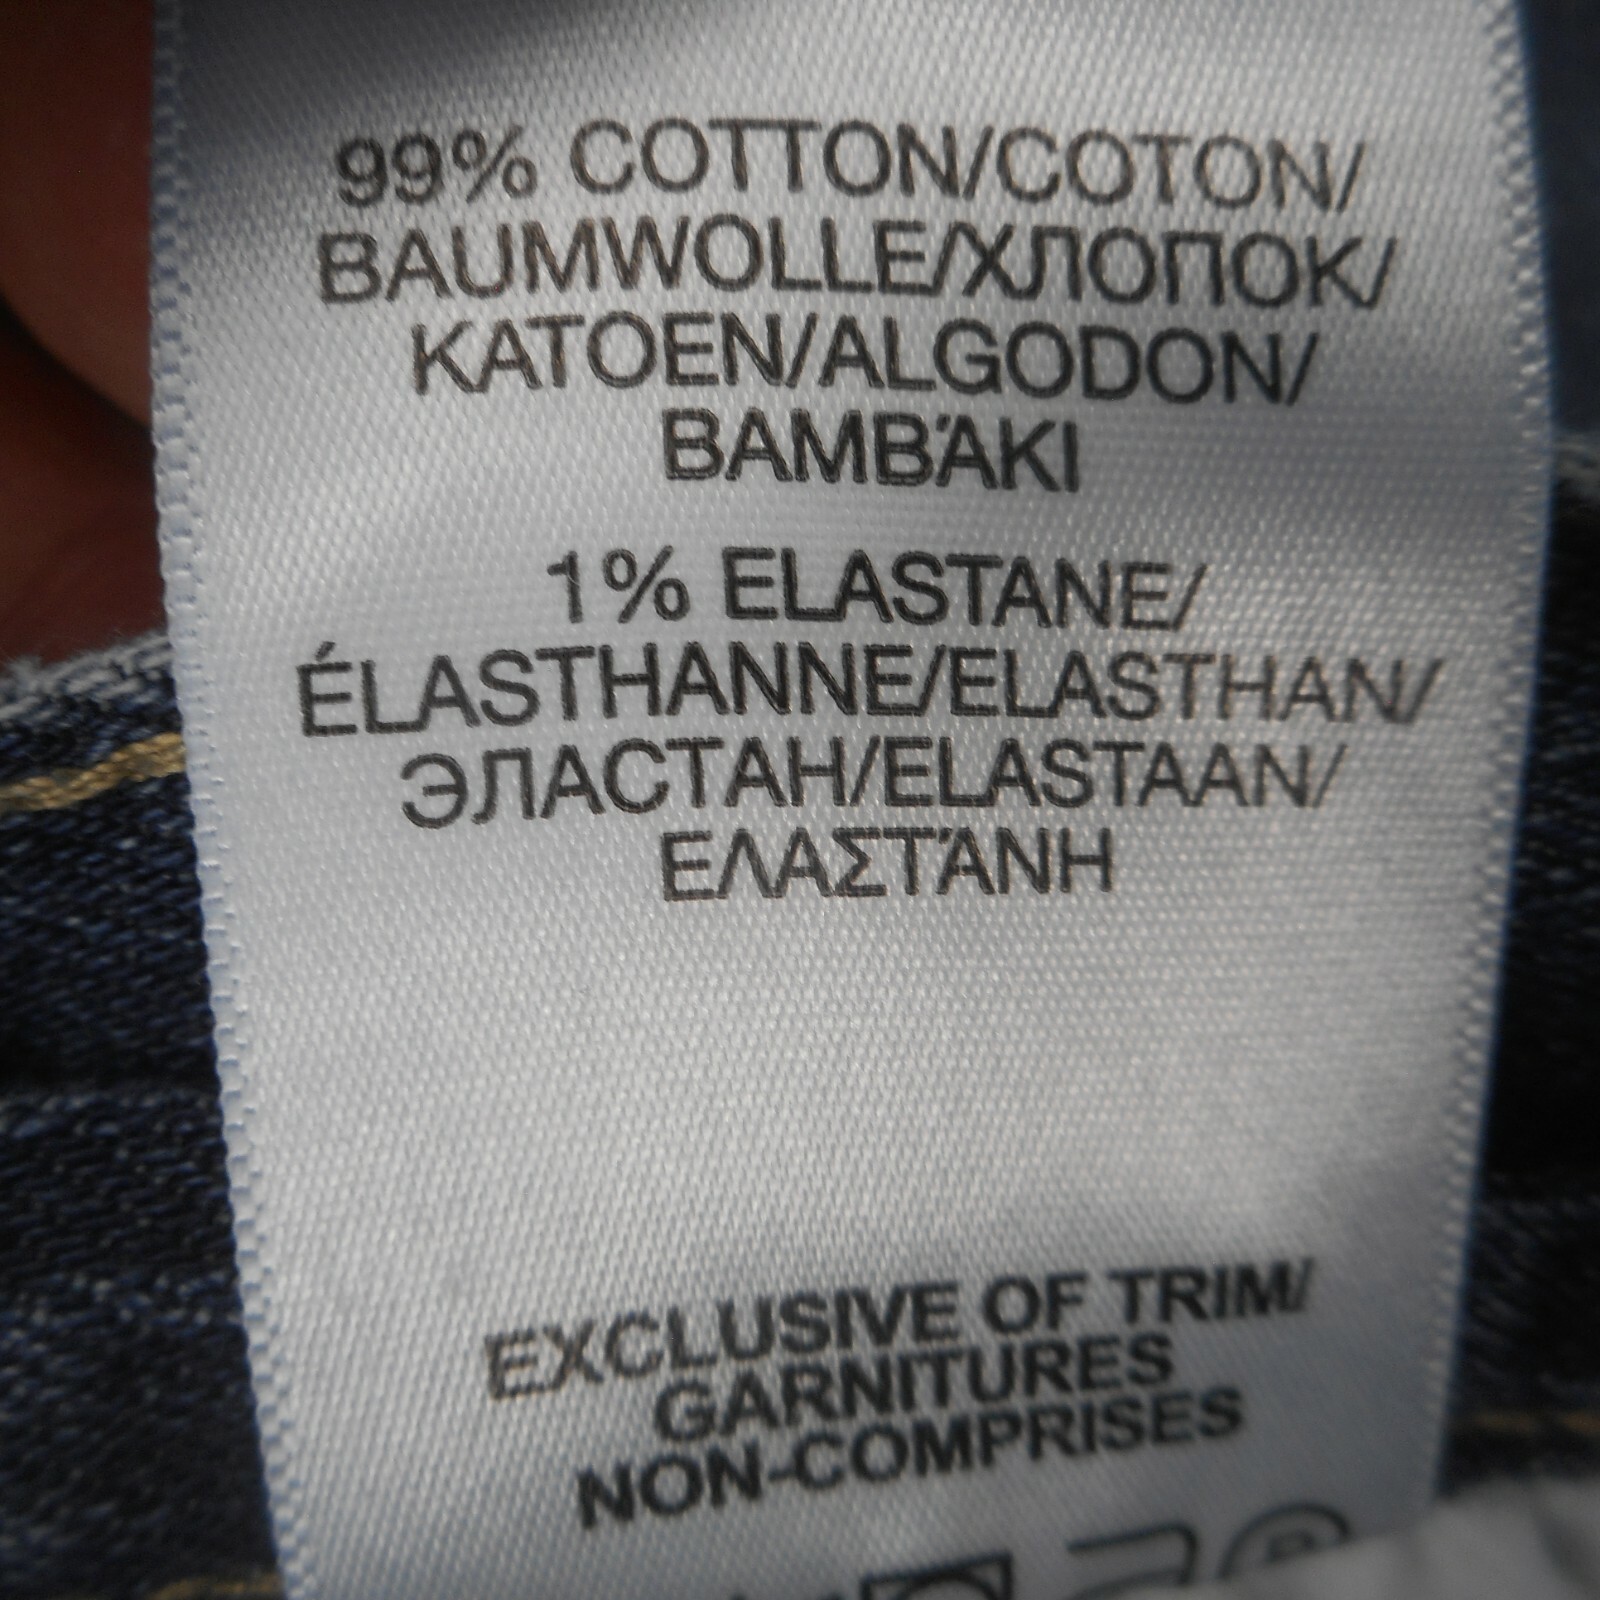 99% COTTON/COTON/
BAUMWOLLE/ХЛОПОК/
KATOEN/ALGODON/
ΒΑΜΒΆΚΙ
1% ELASTANE/
ÉLASTHANNE/ELASTHAN/
ЭЛАСТАН/ELASTAAN/
ΕΛΑΣΤΆΝΗ
EXCLUSIVE OF TRIM/
GARNITURES
NON-COMPRISES